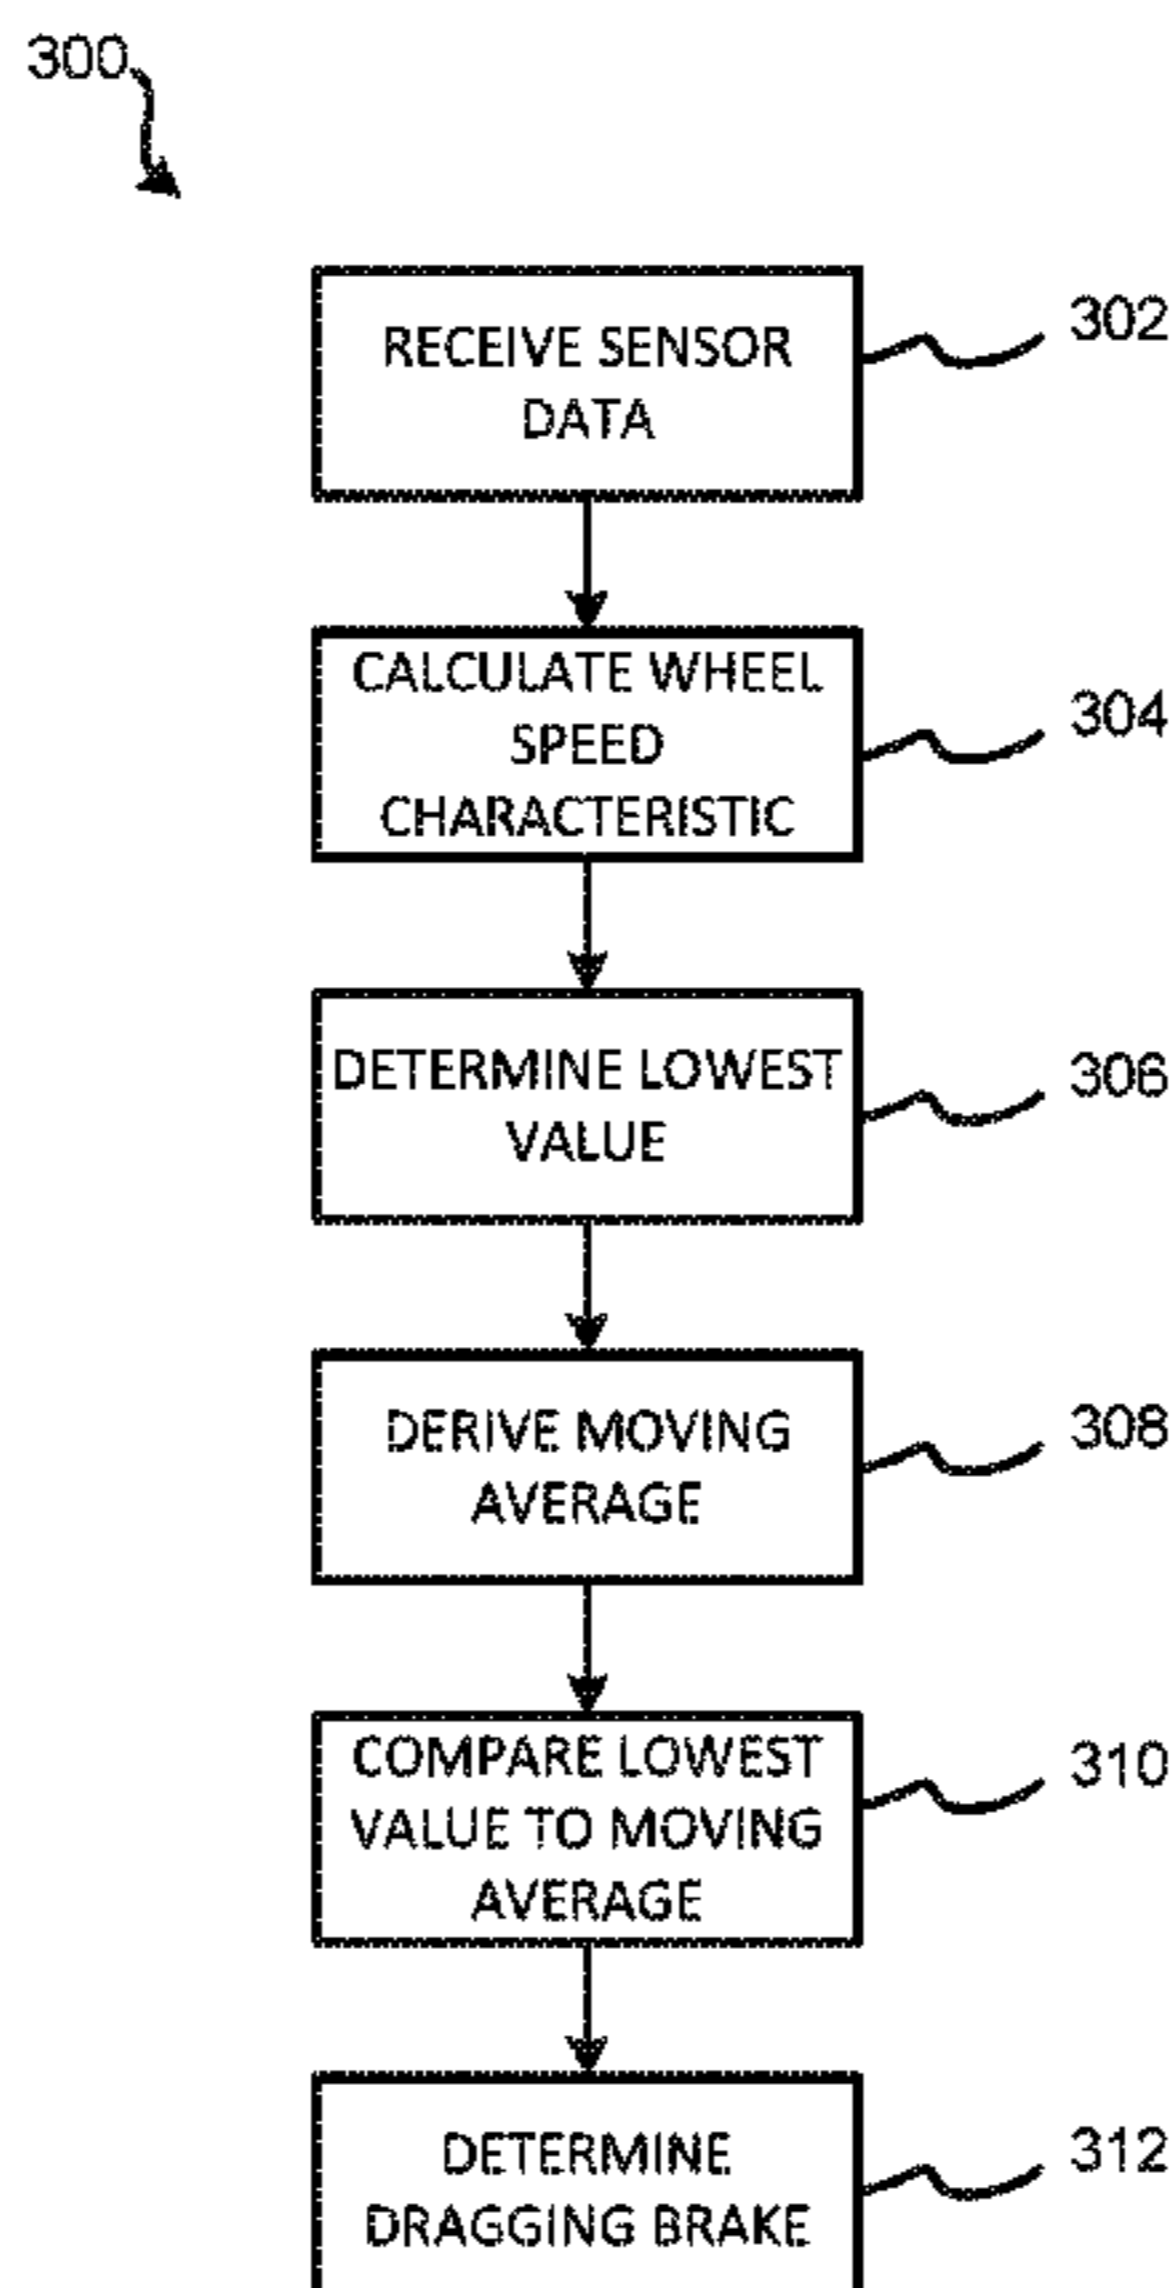 300
RECEIVE SENSOR
DATA
302
CALCULATE WHEEL
SPEED
CHARACTERISTIC
304
DETERMINE LOWEST
VALUE
306
DERIVE MOVING
AVERAGE
308
COMPARE LOWEST
VALUE TO MOVING
AVERAGE
310
DETERMINE
DRAGGING BRAKE
312